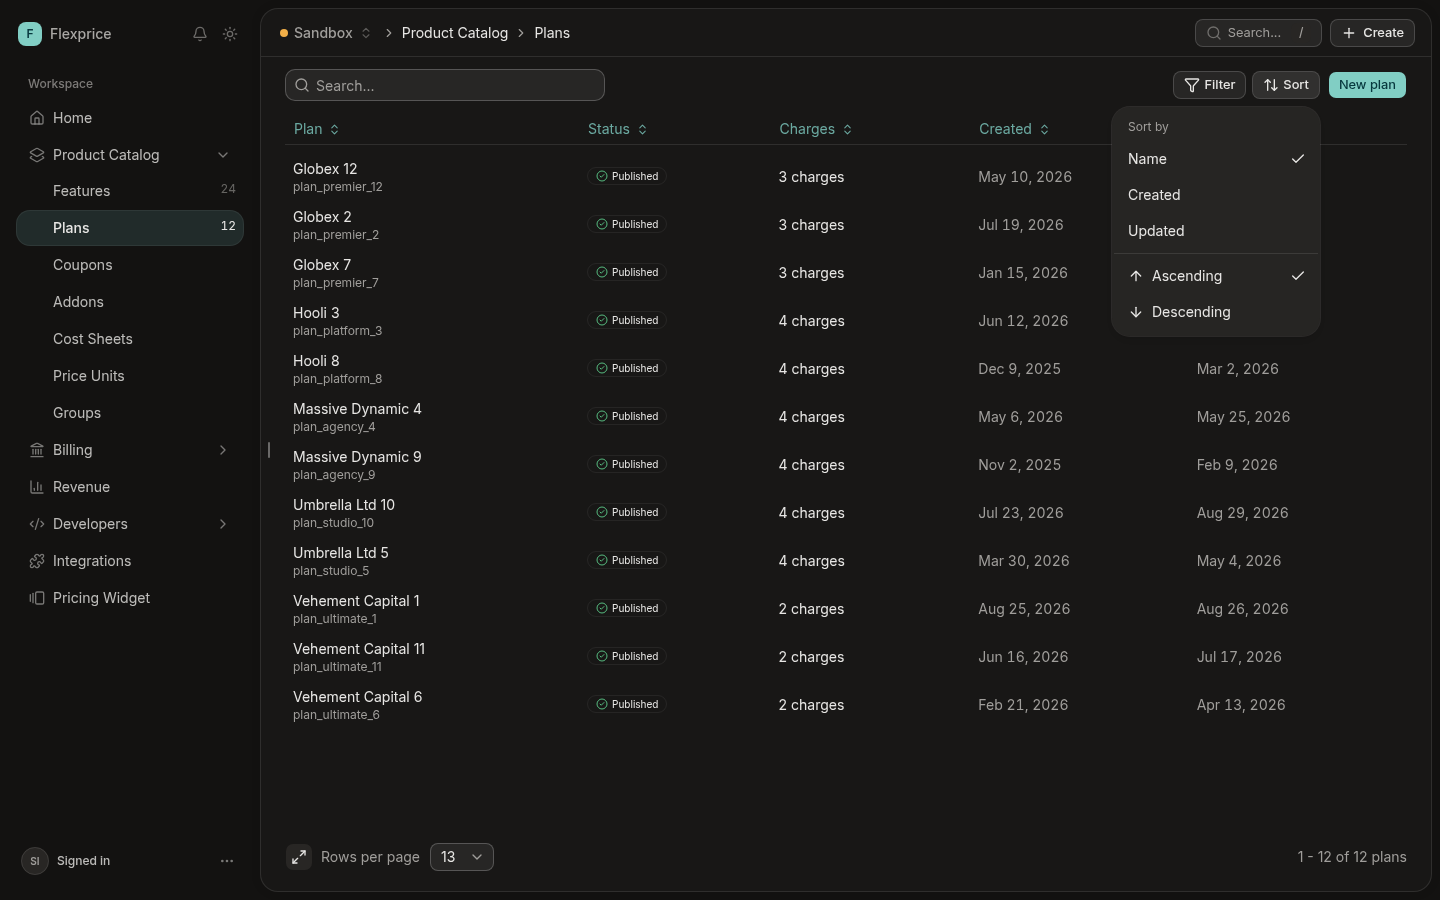 F Flexprice
Workspace
Home
Product Catalog
Features 24
Plans 12
Coupons
Addons
Cost Sheets
Price Units
Groups
Billing
Revenue
Developers
Integrations
Pricing Widget
SI Signed in
Sandbox Product Catalog Plans
Search... /
Create
Search...
Filter
Sort
New plan
Plan Status Charges Created
Globex 12
plan_premier_12
Published
3 charges
May 10, 2026
Globex 2
plan_premier_2
Published
3 charges
Jul 19, 2026
Globex 7
plan_premier_7
Published
3 charges
Jan 15, 2026
Hooli 3
plan_platform_3
Published
4 charges
Jun 12, 2026
Hooli 8
plan_platform_8
Published
4 charges
Dec 9, 2025
Mar 2, 2026
Massive Dynamic 4
plan_agency_4
Published
4 charges
May 6, 2026
May 25, 2026
Massive Dynamic 9
plan_agency_9
Published
4 charges
Nov 2, 2025
Feb 9, 2026
Umbrella Ltd 10
plan_studio_10
Published
4 charges
Jul 23, 2026
Aug 29, 2026
Umbrella Ltd 5
plan_studio_5
Published
4 charges
Mar 30, 2026
May 4, 2026
Vehement Capital 1
plan_ultimate_1
Published
2 charges
Aug 25, 2026
Aug 26, 2026
Vehement Capital 11
plan_ultimate_11
Published
2 charges
Jun 16, 2026
Jul 17, 2026
Vehement Capital 6
plan_ultimate_6
Published
2 charges
Feb 21, 2026
Apr 13, 2026
Sort by
Name
Created
Updated
Ascending
Descending
Rows per page 13
1 - 12 of 12 plans